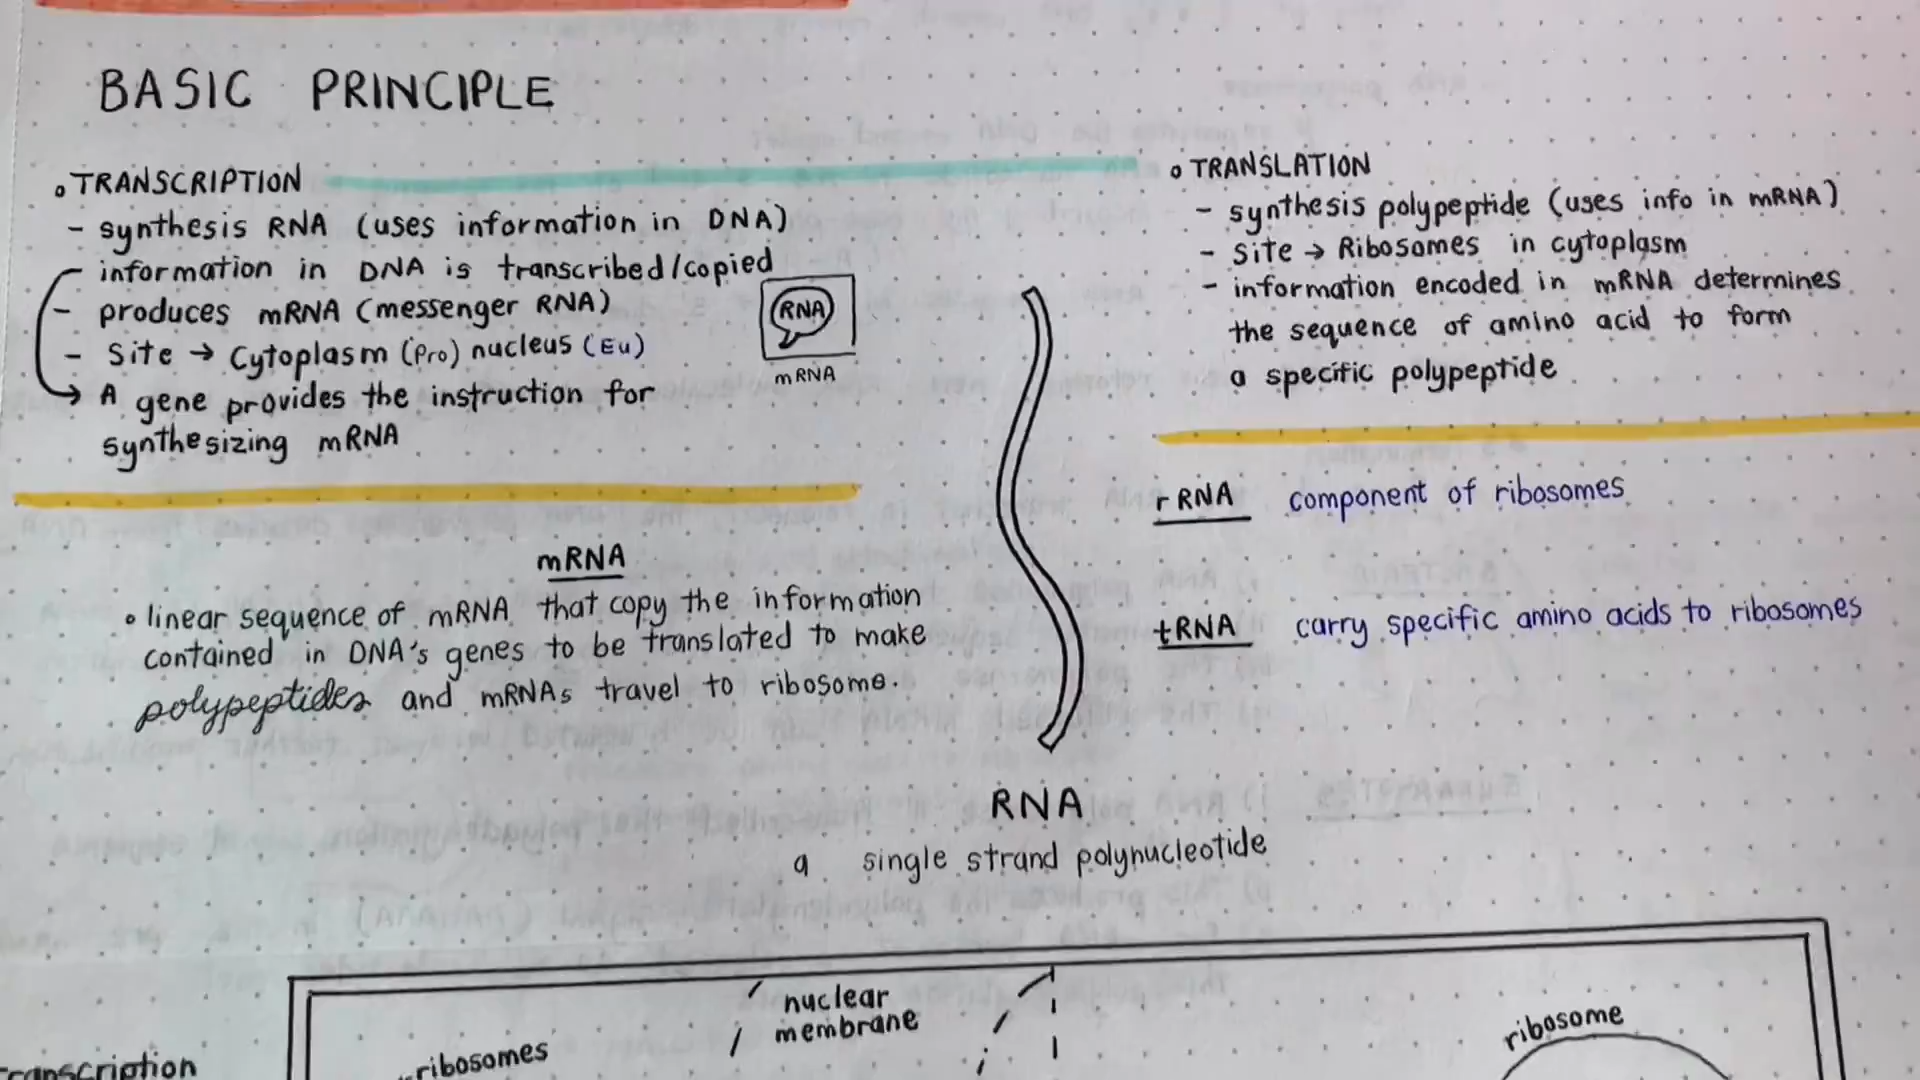 BASIC PRINCIPLE
TRANSCRIPTION
- synthesis RNA (uses information in DNA)
information in DNA is transcribed/copied
- produces mRNA (messenger RNA)
- Site → Cytoplasm (Pro) nucleus (Eu)
→ A gene provides the instruction for
synthesizing mRNA
RNA
mRNA
TRANSLATION
- synthesis polypeptide (uses info in mRNA)
- Site → Ribosomes in cytoplasm
- information encoded in mRNA determines
the sequence of amino acid to form
a specific polypeptide
mRNA
• linear sequence of mRNA that copy the information
contained in DNA's genes to be translated to make
polypeptides and mRNAs travel to ribosome.
rRNA component of ribosomes
tRNA carry specific amino acids to ribosomes
RNA
a single strand polynucleotide
nuclear
membrane
ribosomes
ribosome
transcription